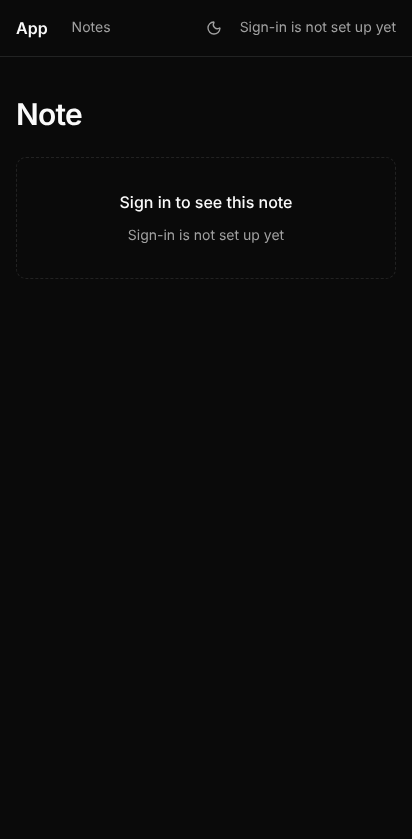 App Notes Sign-in is not set up yet
Note
Sign in to see this note
Sign-in is not set up yet